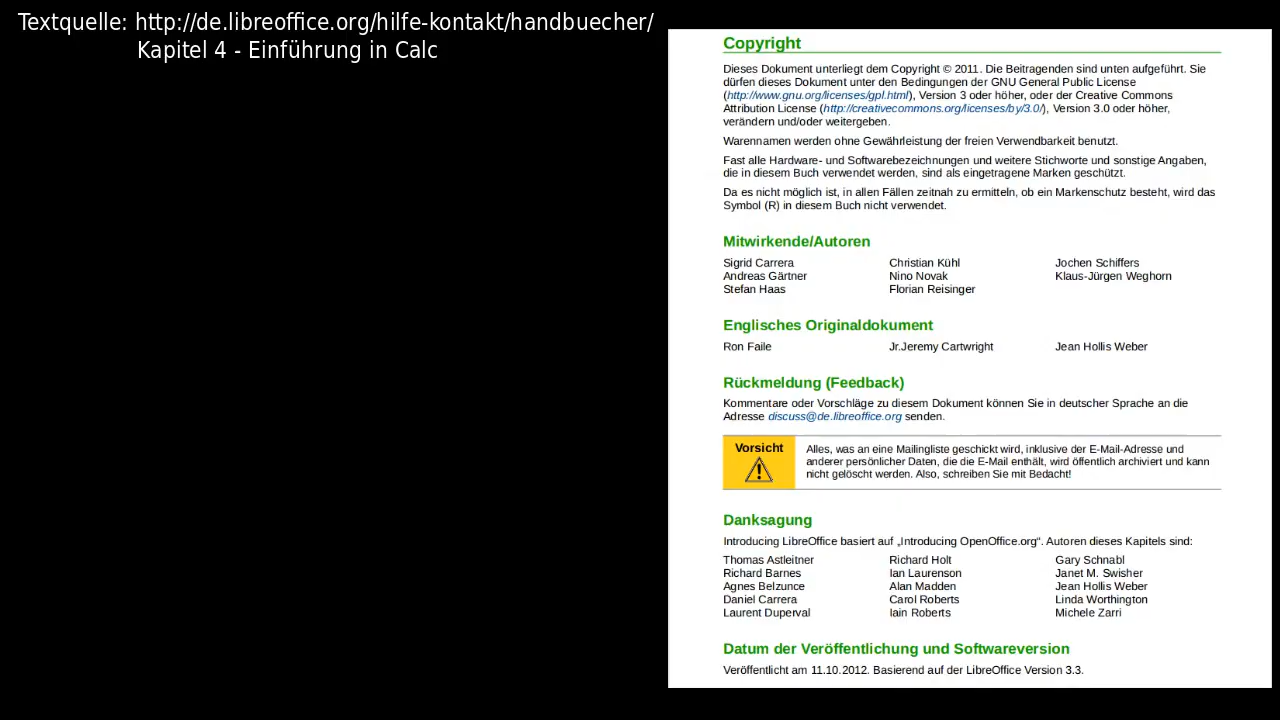 Textquelle: http://de.libreoffice.org/hilfe-kontakt/handbuecher/
Kapitel 4 - Einführung in Calc
Copyright
Dieses Dokument unterliegt dem Copyright © 2011. Die Beitragenden sind unten aufgeführt. Sie
dürfen dieses Dokument unter den Bedingungen der GNU General Public License
(http://www.gnu.org/licenses/gpl.html), Version 3 oder höher, oder der Creative Commons
Attribution License (http://creativecommons.org/licenses/by/3.0/), Version 3.0 oder höher,
verändern und/oder weitergeben.
Warennamen werden ohne Gewährleistung der freien Verwendbarkeit benutzt.
Fast alle Hardware- und Softwarebezeichnungen und weitere Stichworte und sonstige Angaben,
die in diesem Buch verwendet werden, sind als eingetragene Marken geschützt.
Da es nicht möglich ist, in allen Fällen zeitnah zu ermitteln, ob ein Markenschutz besteht, wird das
Symbol (R) in diesem Buch nicht verwendet.
Mitwirkende/Autoren
Sigrid Carrera Christian Kühl Jochen Schiffers
Andreas Gärtner Nino Novak Klaus-Jürgen Weghorn
Stefan Haas Florian Reisinger
Englisches Originaldokument
Ron Faile Jr.Jeremy Cartwright Jean Hollis Weber
Rückmeldung (Feedback)
Kommentare oder Vorschläge zu diesem Dokument können Sie in deutscher Sprache an die
Adresse discuss@de.libreoffice.org senden.
Vorsicht
Alles, was an eine Mailingliste geschickt wird, inklusive der E-Mail-Adresse und
anderer persönlicher Daten, die die E-Mail enthält, wird öffentlich archiviert und kann
nicht gelöscht werden. Also, schreiben Sie mit Bedacht!
Danksagung
Introducing LibreOffice basiert auf „Introducing OpenOffice.org“. Autoren dieses Kapitels sind:
Thomas Astleitner Richard Holt Gary Schnabl
Richard Barnes Ian Laurenson Janet M. Swisher
Agnes Belzunce Alan Madden Jean Hollis Weber
Daniel Carrera Carol Roberts Linda Worthington
Laurent Duperval Iain Roberts Michele Zarri
Datum der Veröffentlichung und Softwareversion
Veröffentlicht am 11.10.2012. Basierend auf der LibreOffice Version 3.3.